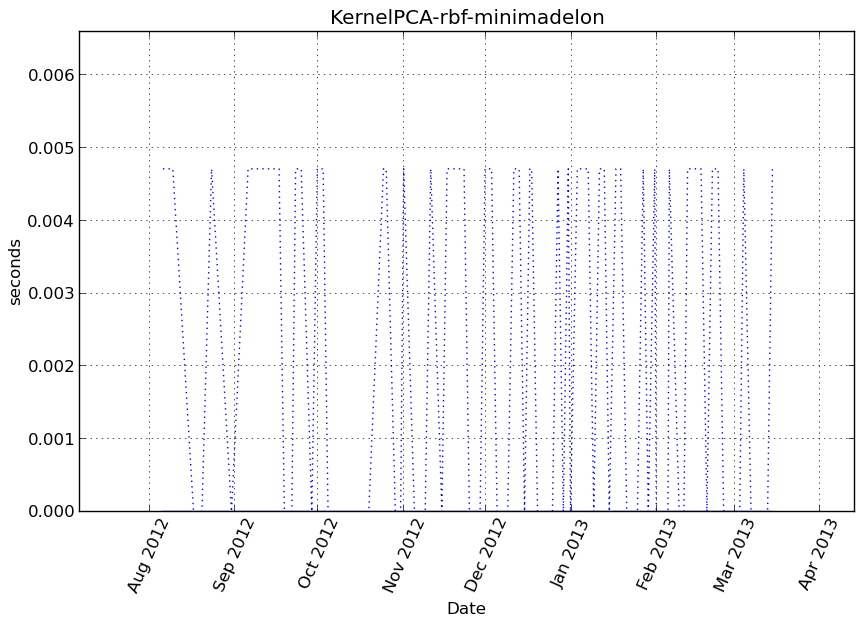 KernelPCA-rbf-minimadelon
0.006
0.005
0.004
0.003
0.002
0.001
0.000
seconds
Aug 2012
Sep 2012
Oct 2012
Nov 2012
Dec 2012
Jan 2013
Feb 2013
Mar 2013
Apr 2013
Date